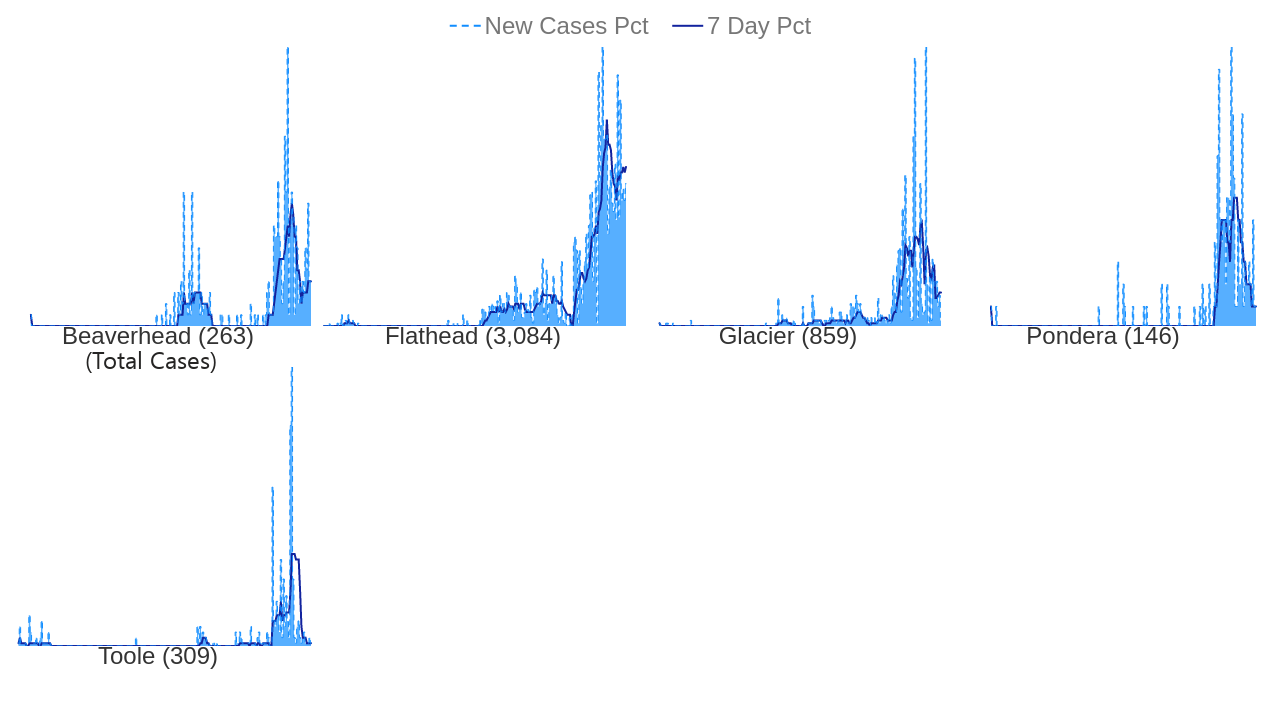 New Cases Pct 7 Day Pct
Beaverhead (263) Flathead (3,084) Glacier (859) Pondera (146)
(Total Cases)
Toole (309)